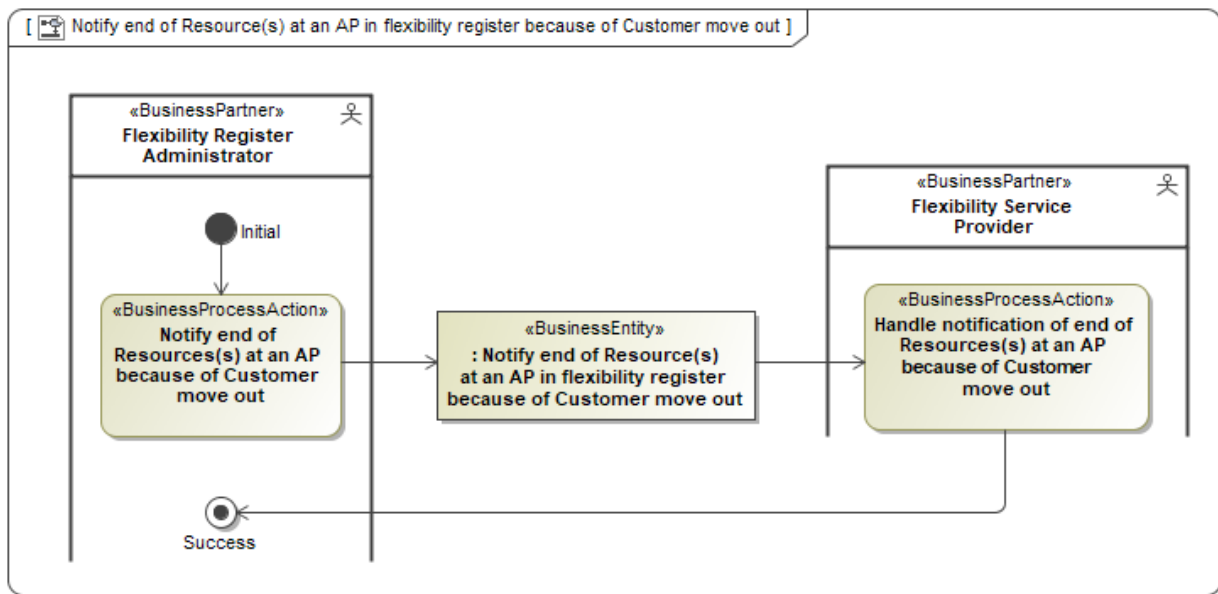 [ Notify end of Resource(s) at an AP in flexibility register because of Customer move out ]
«BusinessPartner»
Flexibility Register
Administrator
Initial
«BusinessProcessAction»
Notify end of
Resources(s) at an AP
because of Customer
move out
Success
«BusinessEntity»
: Notify end of Resource(s)
at an AP in flexibility register
because of Customer move out
«BusinessPartner»
Flexibility Service
Provider
«BusinessProcessAction»
Handle notification of end of
Resources(s) at an AP
because of Customer
move out